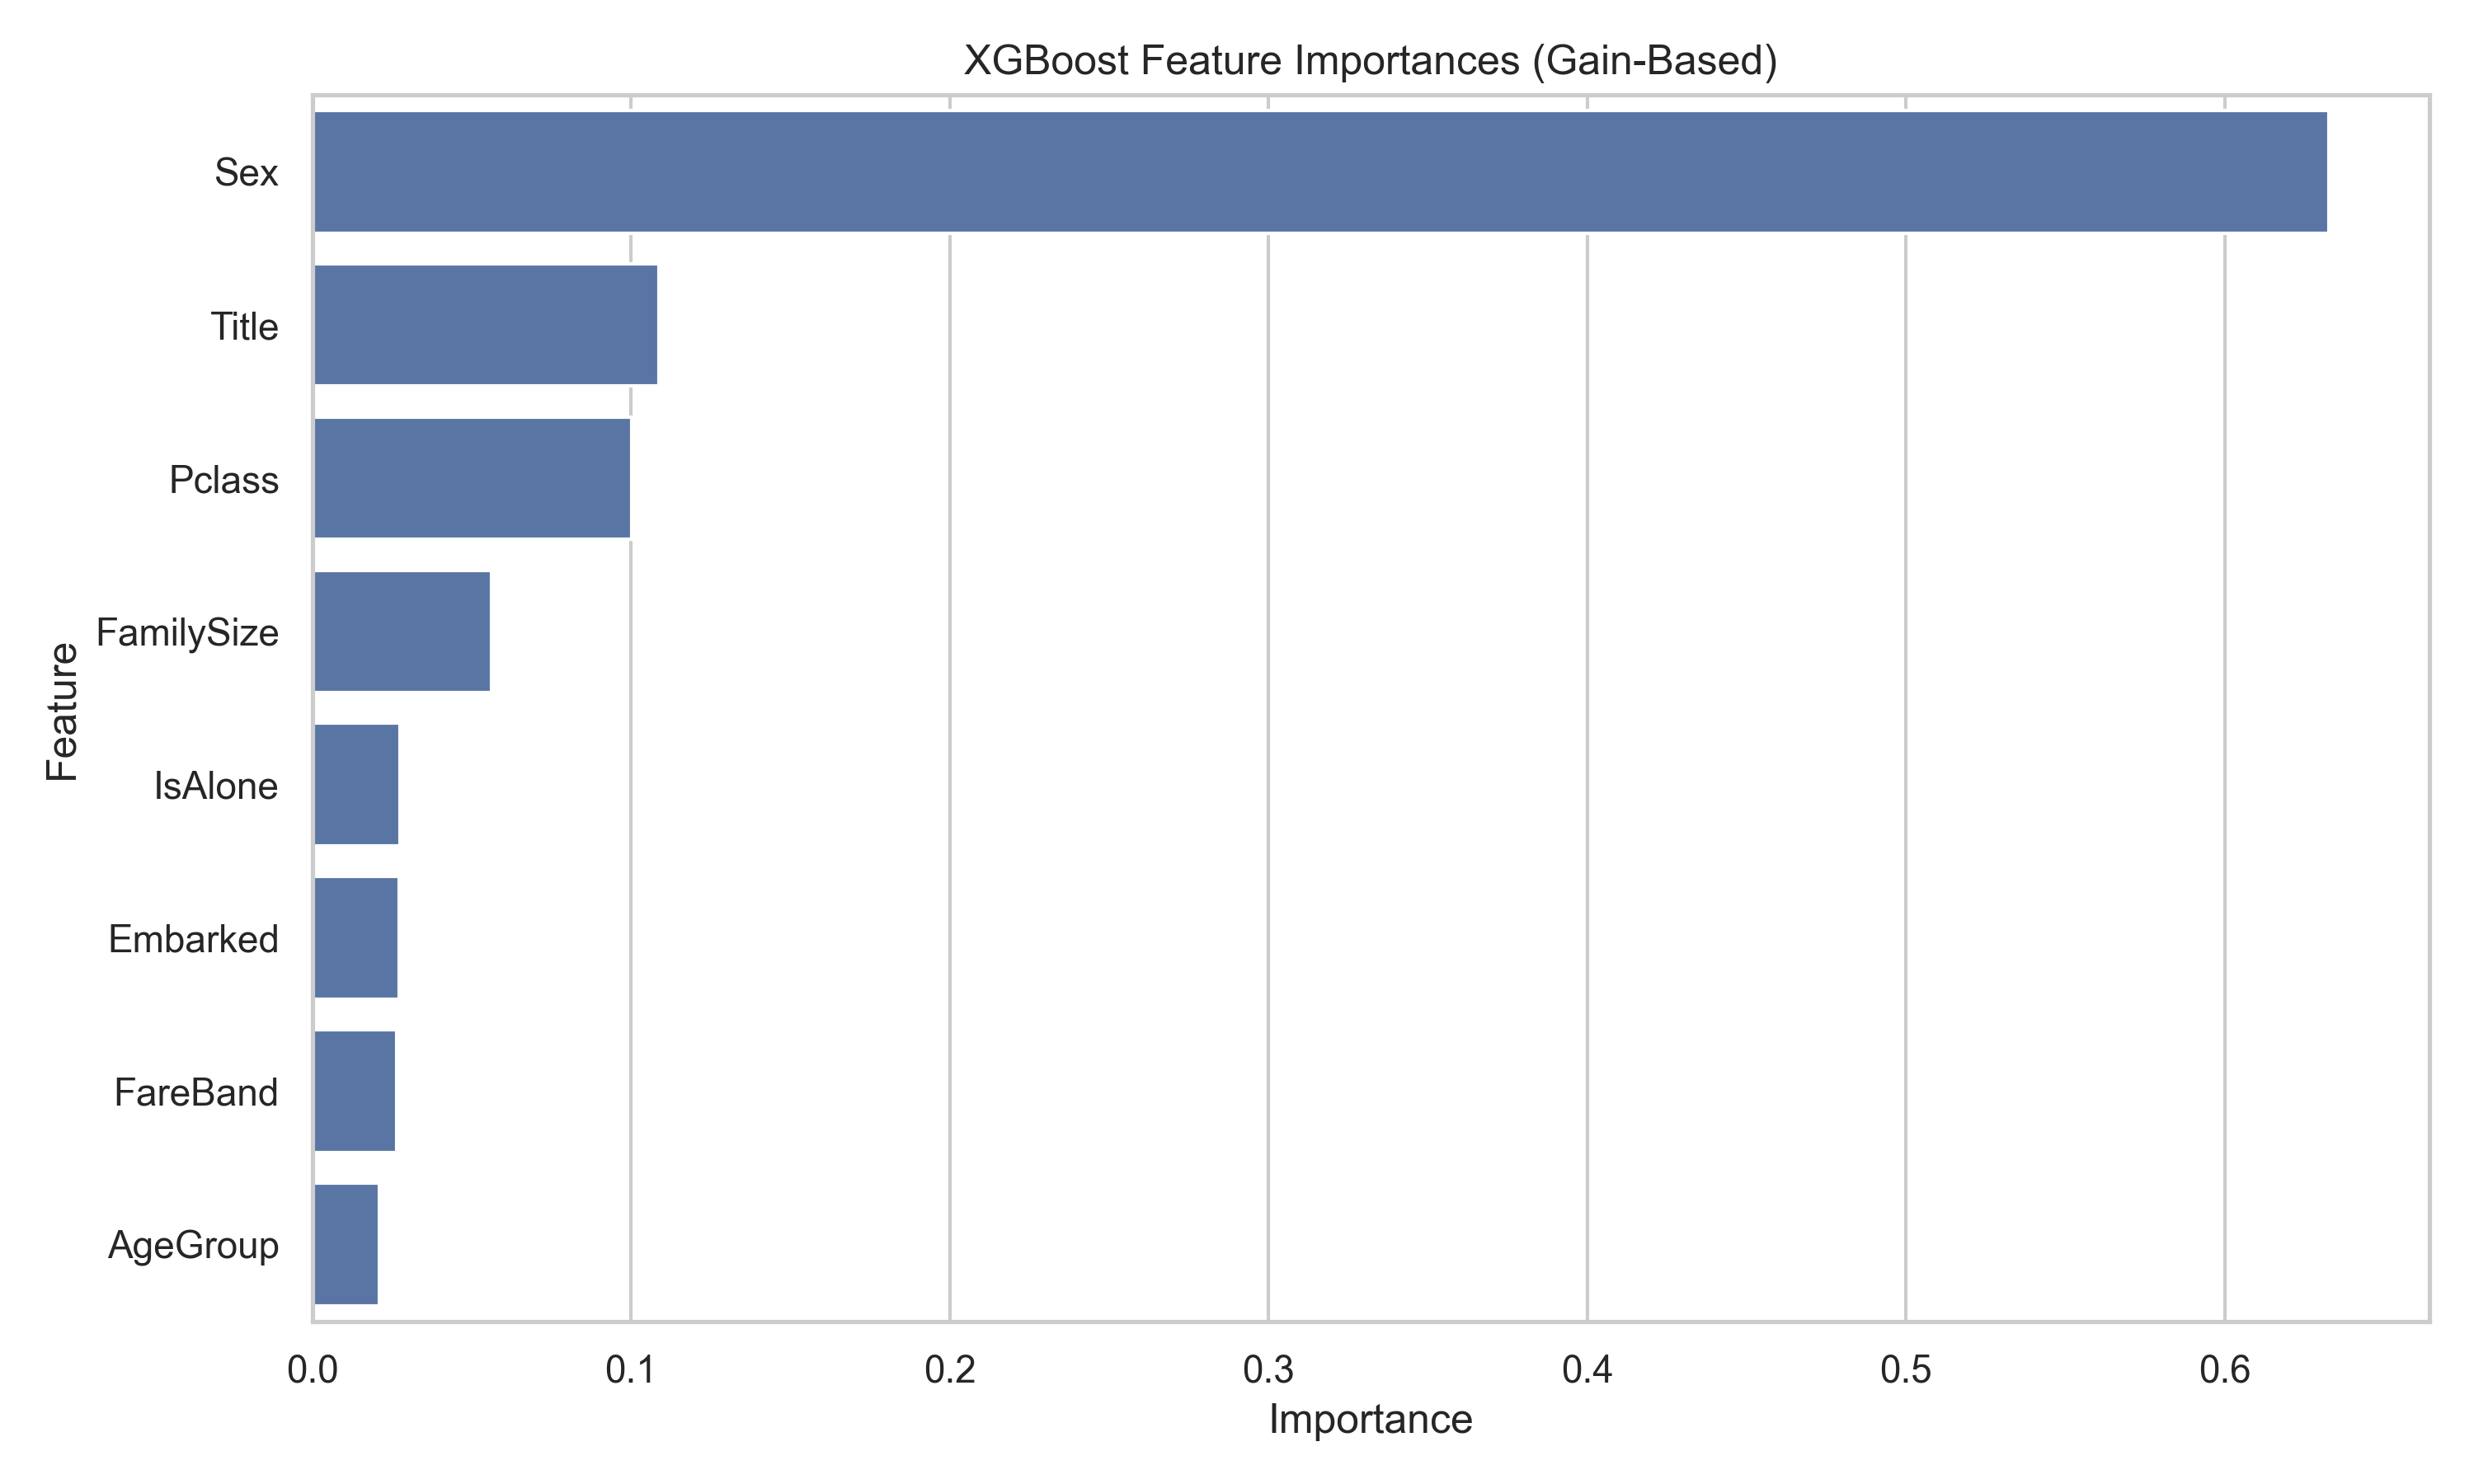 XGBoost Feature Importances (Gain-Based)
Feature
Sex
Title
Pclass
FamilySize
IsAlone
Embarked
FareBand
AgeGroup
0.0 0.1 0.2 0.3 0.4 0.5 0.6
Importance